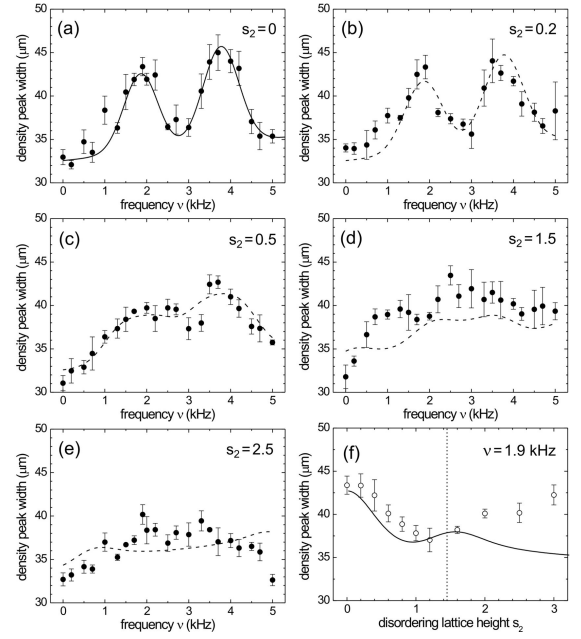 (a) s₂=0 (b) s₂=0.2
density peak width (μm) density peak width (μm)
50 45 40 35 30 50 45 40 35 30
0 1 2 3 4 5 0 1 2 3 4 5
frequency ν (kHz) frequency ν (kHz)
(c) s₂=0.5 (d) s₂=1.5
density peak width (μm) density peak width (μm)
50 45 40 35 30 50 45 40 35 30
0 1 2 3 4 5 0 1 2 3 4 5
frequency ν (kHz) frequency ν (kHz)
(e) s₂=2.5 (f) ν=1.9 kHz
density peak width (μm) density peak width (μm)
50 45 40 35 30 50 45 40 35 30
0 1 2 3 4 5 0 1 2 3
frequency ν (kHz) disordering lattice height s₂